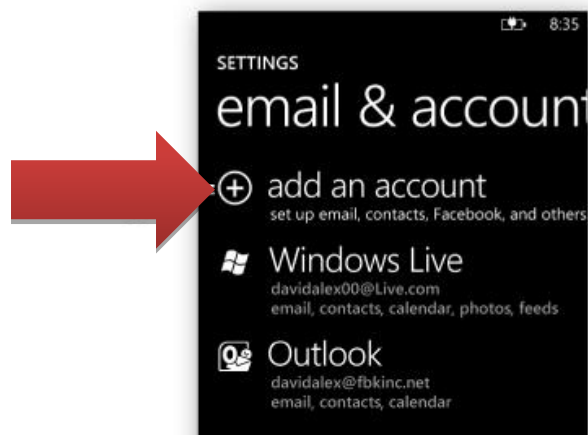 8:35
SETTINGS
email & account
add an account
set up email, contacts, Facebook, and others
Windows Live
davidalex00@Live.com
email, contacts, calendar, photos, feeds
Outlook
davidalex@fbkinc.net
email, contacts, calendar